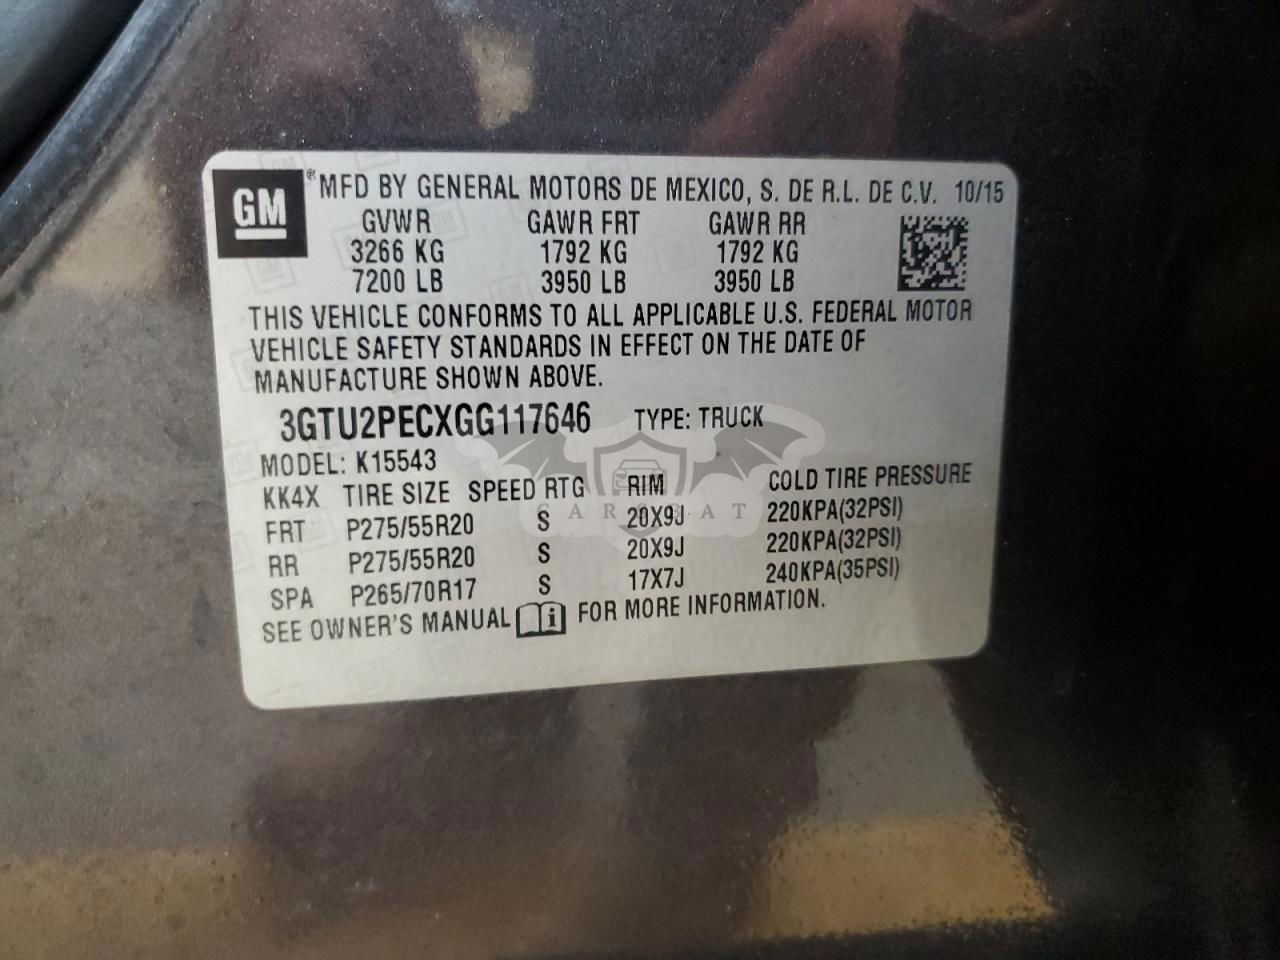 GM ® MFD BY GENERAL MOTORS DE MEXICO, S. DE R.L. DE C.V. 10/15
GVWR GAWR FRT GAWR RR
3266 KG 1792 KG 1792 KG
7200 LB 3950 LB 3950 LB
THIS VEHICLE CONFORMS TO ALL APPLICABLE U.S. FEDERAL MOTOR
VEHICLE SAFETY STANDARDS IN EFFECT ON THE DATE OF
MANUFACTURE SHOWN ABOVE.
3GTU2PECXGG117646 TYPE: TRUCK
MODEL: K15543
KK4X TIRE SIZE SPEED RTG RIM COLD TIRE PRESSURE
FRT P275/55R20 S 20X9J 220KPA(32PSI)
RR P275/55R20 S 20X9J 220KPA(32PSI)
SPA P265/70R17 S 17X7J 240KPA(35PSI)
SEE OWNER'S MANUAL i FOR MORE INFORMATION.
CARCBAT